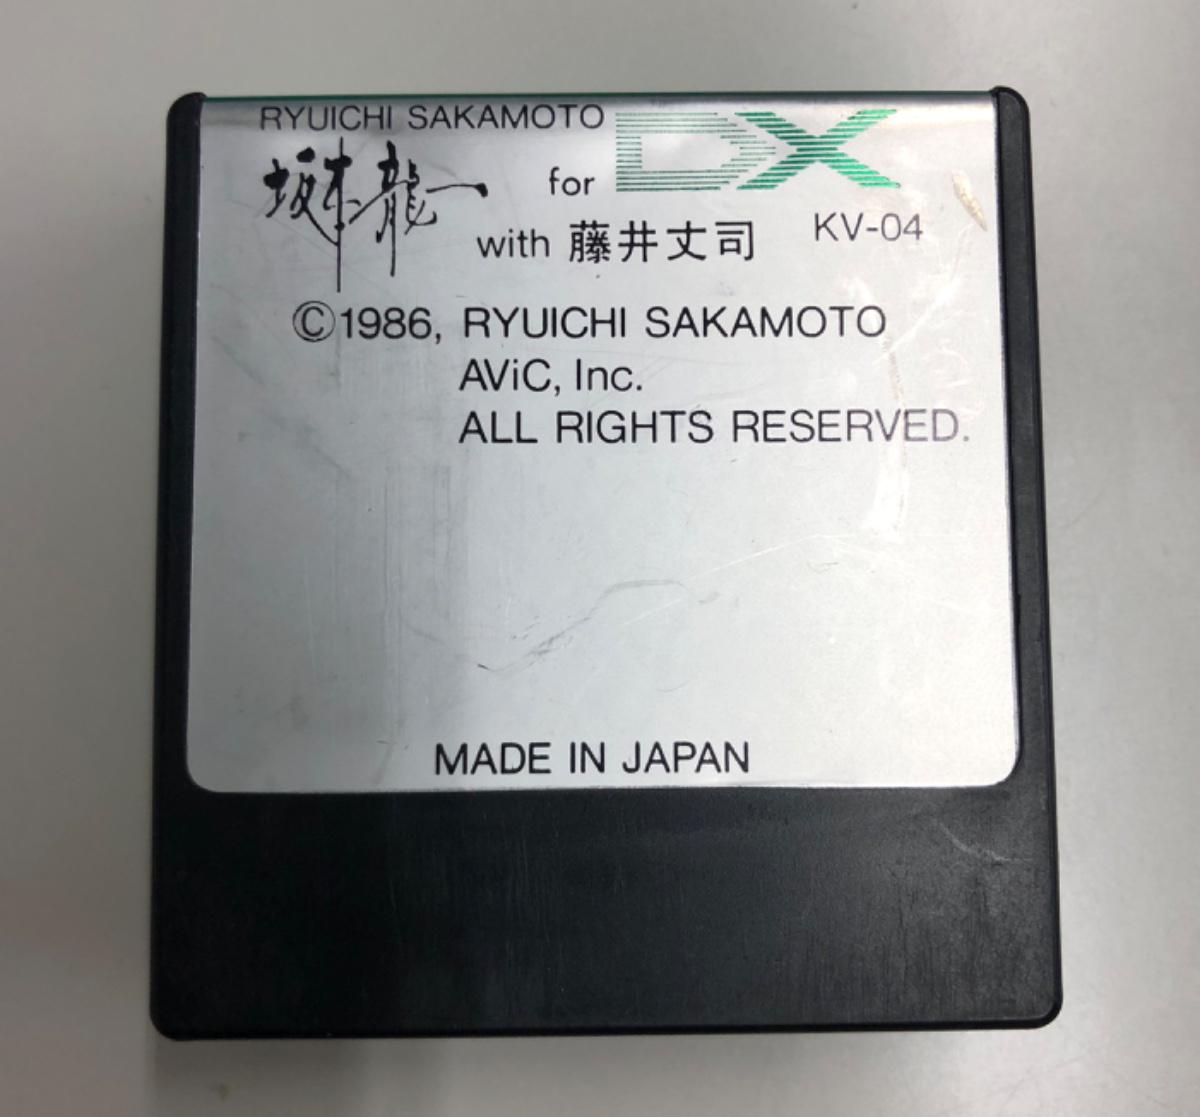 RYUICHI SAKAMOTO
坂本龍一 for DX
with 藤井丈司 KV-04
©1986, RYUICHI SAKAMOTO
AViC, Inc.
ALL RIGHTS RESERVED.
MADE IN JAPAN